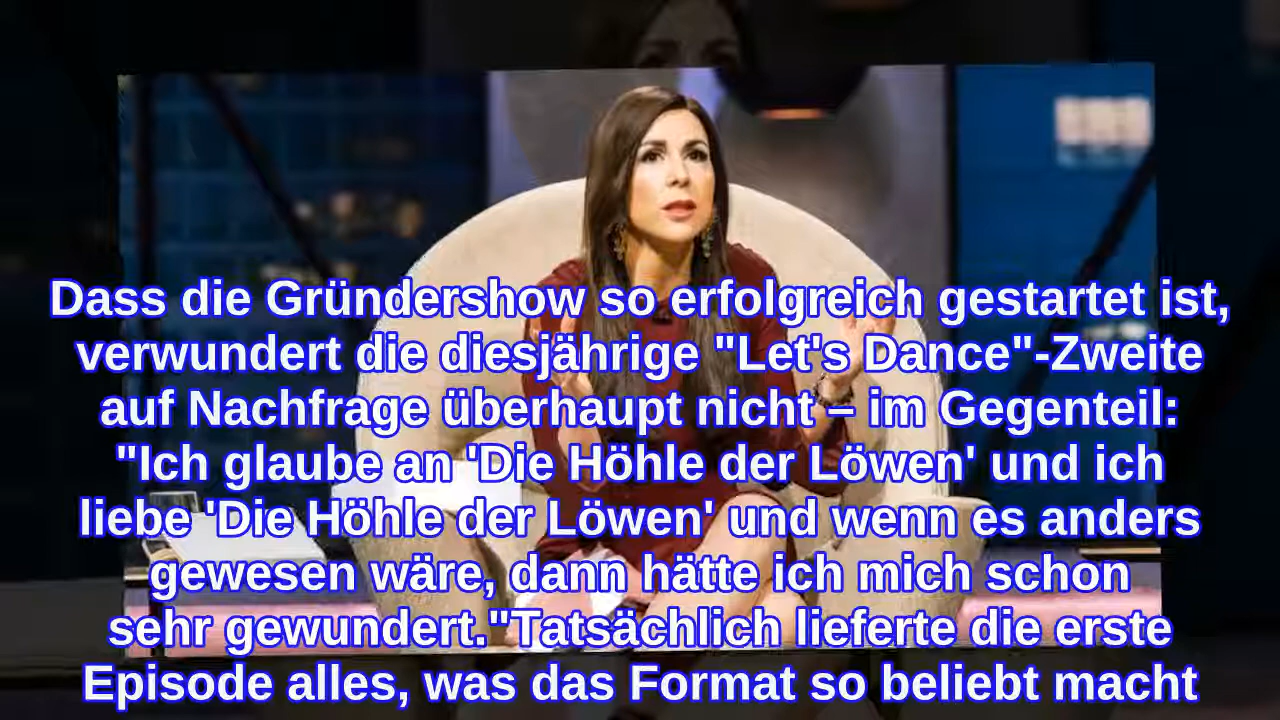 Dass die Gründershow so erfolgreich gestartet ist,
verwundert die diesjährige "Let's Dance"-Zweite
auf Nachfrage überhaupt nicht – im Gegenteil:
"Ich glaube an 'Die Höhle der Löwen' und ich
liebe 'Die Höhle der Löwen' und wenn es anders
gewesen wäre, dann hätte ich mich schon
sehr gewundert."Tatsächlich lieferte die erste
Episode alles, was das Format so beliebt macht